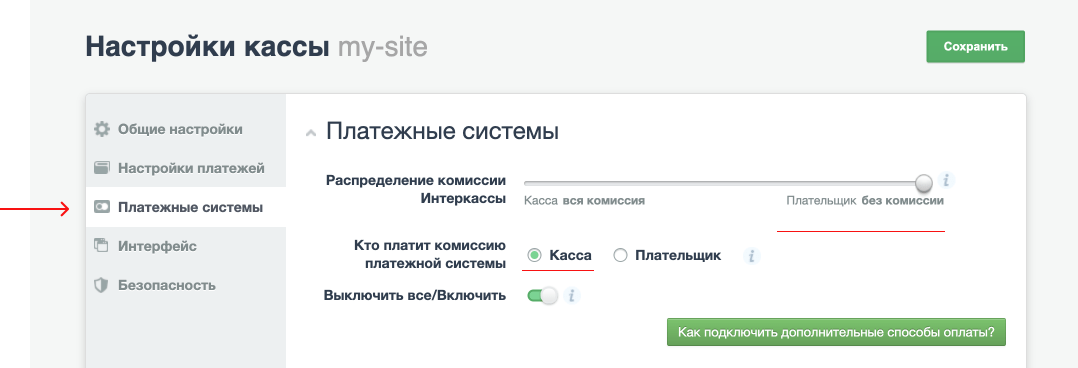 Настройки кассы my-site
Сохранить
Общие настройки
Настройки платежей
Платежные системы
Интерфейс
Безопасность
Платежные системы
Распределение комиссии
Интеркассы
Касса вся комиссия
Плательщик без комиссии
i
Кто платит комиссию
платежной системы
Касса
Плательщик
i
Выключить все/Включить
i
Как подключить дополнительные способы оплаты?